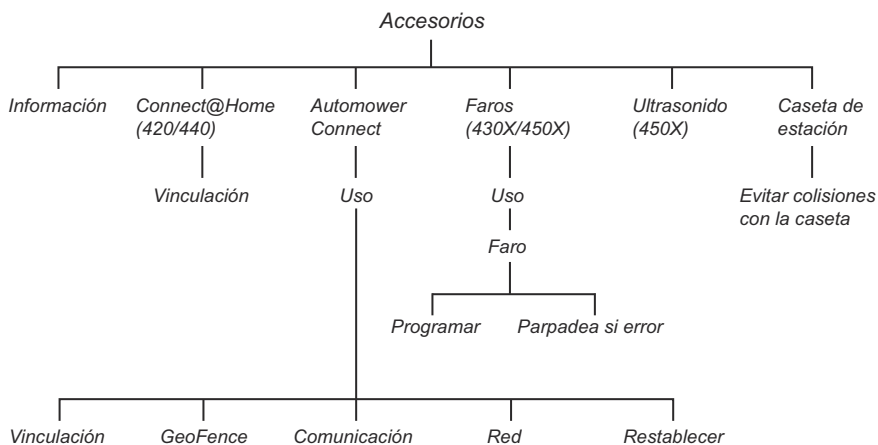 Accesorios
Información
Connect@Home
(420/440)
Automower
Connect
Faros
(430X/450X)
Ultrasonido
(450X)
Caseta de
estación
Vinculación
Uso
Uso
Evitar colisiones
con la caseta
Faro
Programar
Parpadea si error
Vinculación
GeoFence
Comunicación
Red
Restablecer